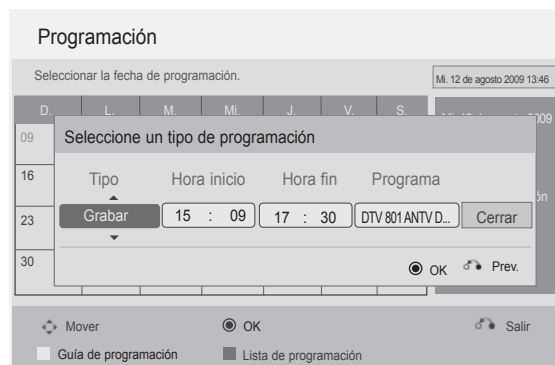 Programación
Seleccionar la fecha de programación.
Mi. 12 de agosto 2009 13:46
D. L. M. Mi. J. V. S.
09
Seleccione un tipo de programación
16
Tipo Hora inicio Hora fin Programa
23
Grabar 15 : 09 17 : 30 DTV 801 ANTV D... Cerrar
30
OK Prev.
Mover OK Salir
Guía de programación Lista de programación